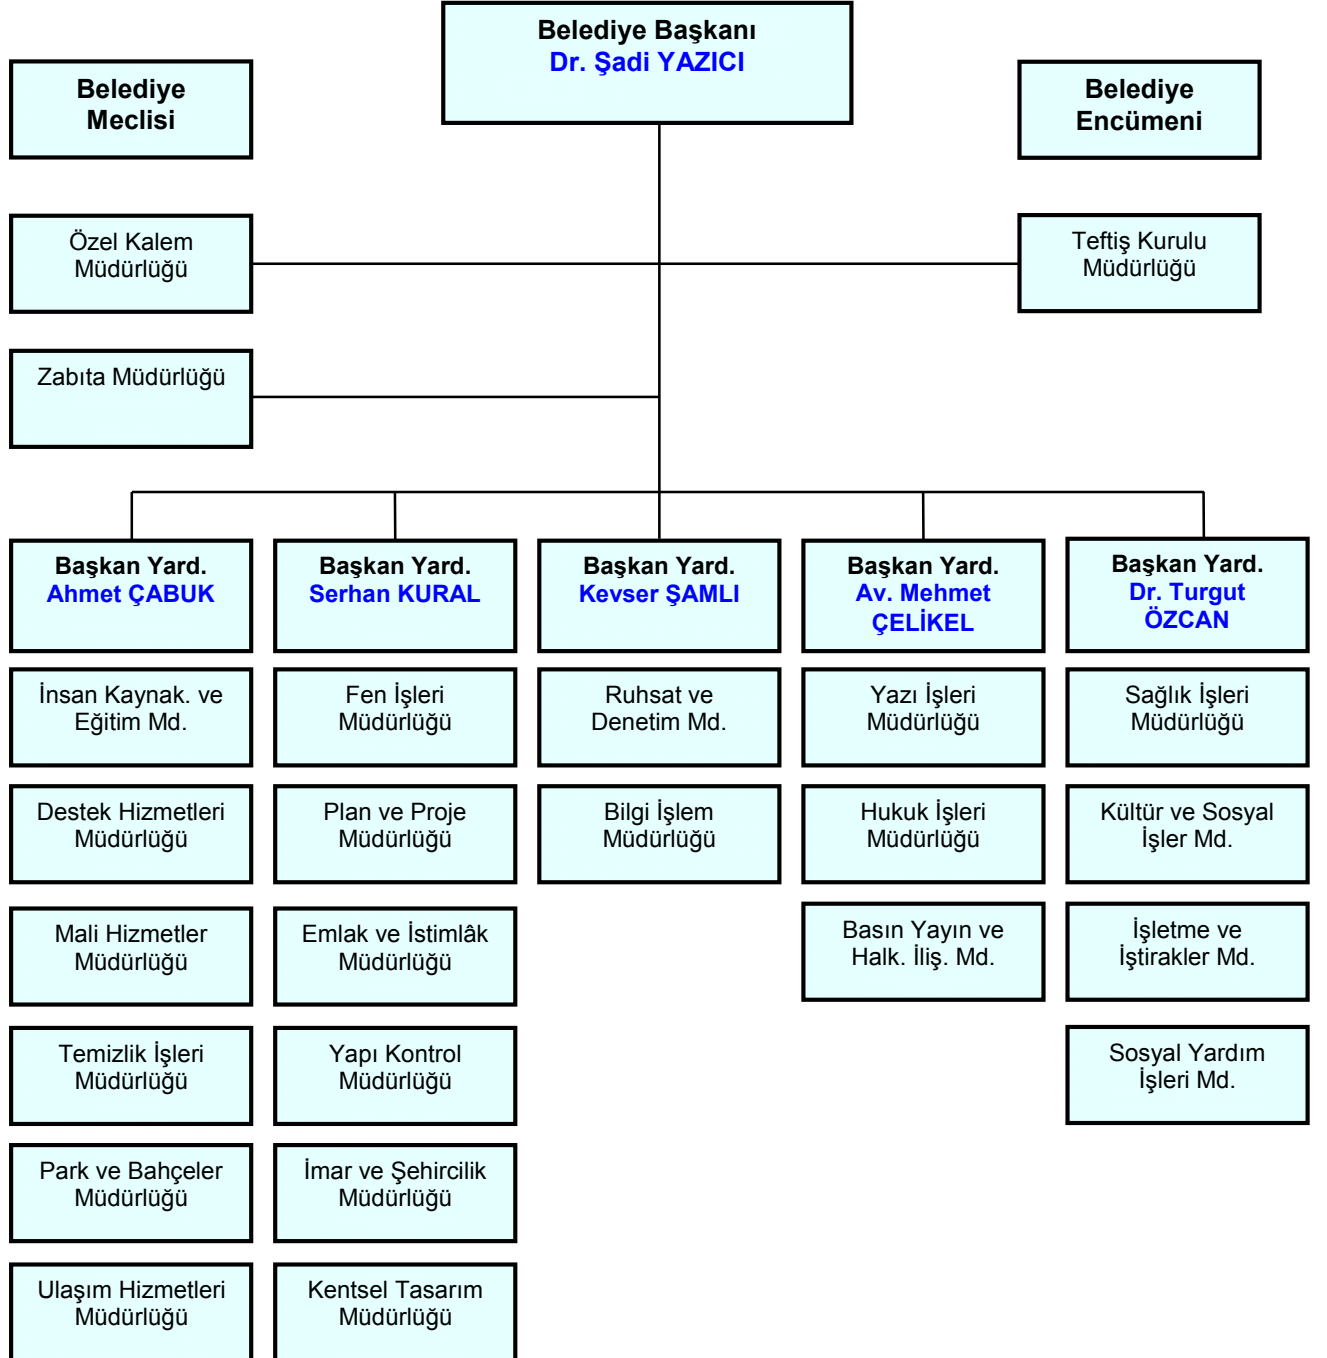 Belediye Başkanı
Dr. Şadi YAZICI
Belediye
Meclisi
Belediye
Encümeni
Özel Kalem
Müdürlüğü
Teftiş Kurulu
Müdürlüğü
Zabıta Müdürlüğü
Başkan Yard.
Ahmet ÇABUK
Başkan Yard.
Serhan KURAL
Başkan Yard.
Kevser ŞAMLI
Başkan Yard.
Av. Mehmet
ÇELİKEL
Başkan Yard.
Dr. Turgut
ÖZCAN
İnsan Kaynak. ve
Eğitim Md.
Fen İşleri
Müdürlüğü
Ruhsat ve
Denetim Md.
Yazı İşleri
Müdürlüğü
Sağlık İşleri
Müdürlüğü
Destek Hizmetleri
Müdürlüğü
Plan ve Proje
Müdürlüğü
Bilgi İşlem
Müdürlüğü
Hukuk İşleri
Müdürlüğü
Kültür ve Sosyal
İşler Md.
Mali Hizmetler
Müdürlüğü
Emlak ve İstimlâk
Müdürlüğü
Basın Yayın ve
Halk. İliş. Md.
İşletme ve
İştirakler Md.
Temizlik İşleri
Müdürlüğü
Yapı Kontrol
Müdürlüğü
Sosyal Yardım
İşleri Md.
Park ve Bahçeler
Müdürlüğü
İmar ve Şehircilik
Müdürlüğü
Ulaşım Hizmetleri
Müdürlüğü
Kentsel Tasarım
Müdürlüğü